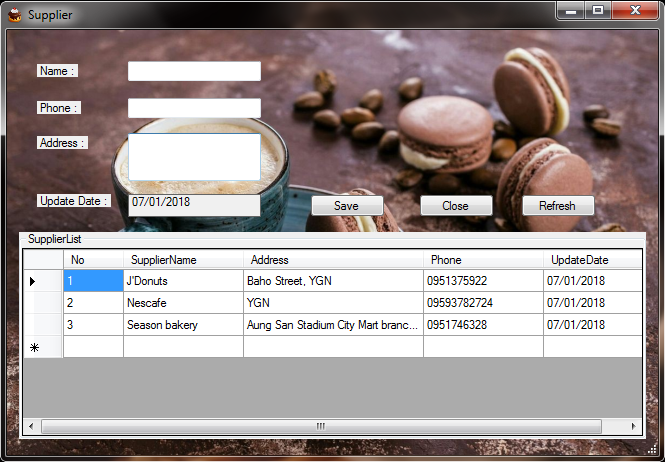 Supplier
Name :
Phone :
Address :
Update Date : 07/01/2018 Save Close Refresh
SupplierList
No SupplierName Address Phone UpdateDate
1 J'Donuts Baho Street, YGN 0951375922 07/01/2018
2 Nescafe YGN 09593782724 07/01/2018
3 Season bakery Aung San Stadium City Mart branc... 0951746328 07/01/2018